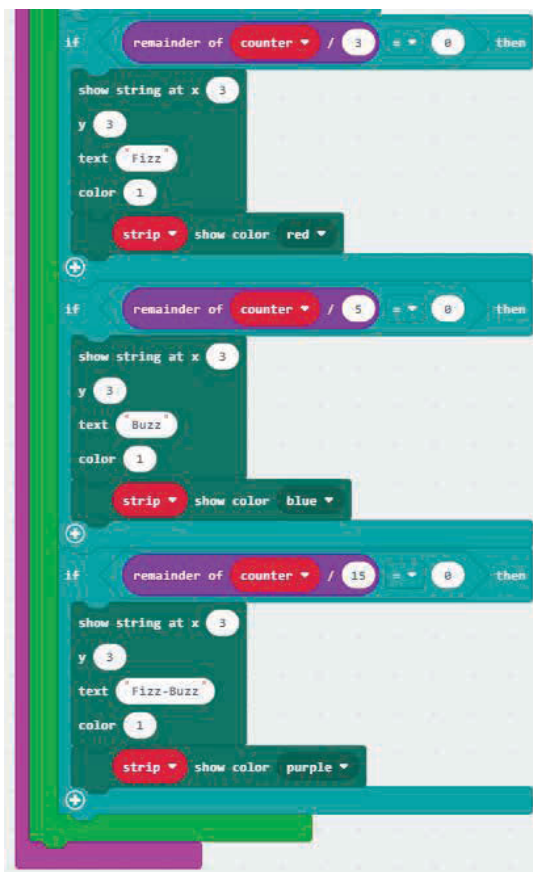 if remainder of counter / 3 = 0 then
show string at x 3
y 3
text "Fizz"
color 1
strip show color red
if remainder of counter / 5 = 0 then
show string at x 3
y 3
text "Buzz"
color 1
strip show color blue
if remainder of counter / 15 = 0 then
show string at x 3
y 3
text "Fizz-Buzz"
color 1
strip show color purple